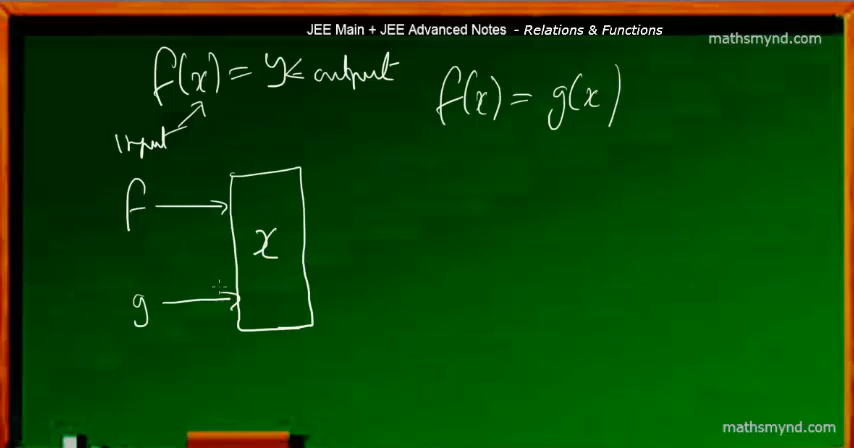 JEE Main + JEE Advanced Notes - Relations & Functions
mathsmynd.com
f(x) = y ← output
f(x) = g(x)
input
f
x
g
mathsmynd.com